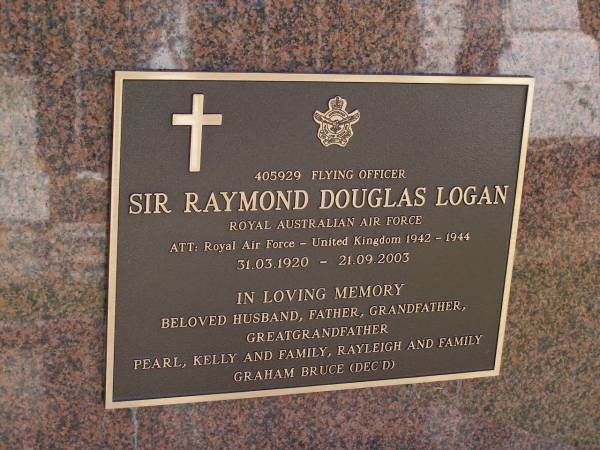 405929 FLYING OFFICER
SIR RAYMOND DOUGLAS LOGAN
ROYAL AUSTRALIAN AIR FORCE
ATT: Royal Air Force – United Kingdom 1942 – 1944
31.03.1920 – 21.09.2003
IN LOVING MEMORY
BELOVED HUSBAND, FATHER, GRANDFATHER,
GREATGRANDFATHER
PEARL, KELLY AND FAMILY, RAYLEIGH AND FAMILY
GRAHAM BRUCE (DEC'D)